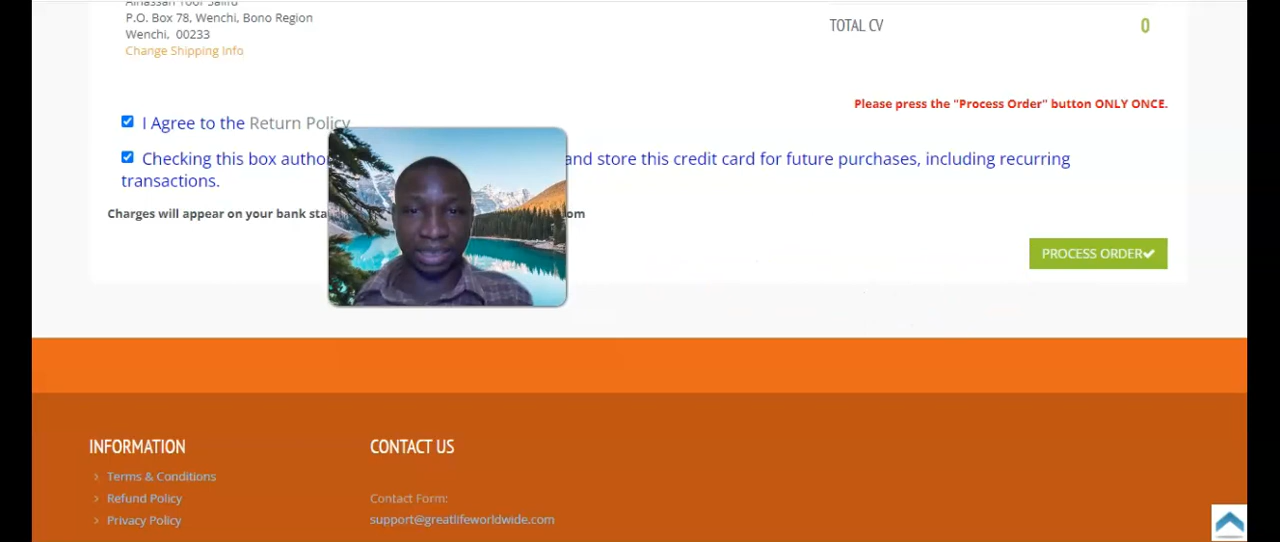 P.O. Box 78, Wenchi, Bono Region
Wenchi, 00233
Change Shipping Info
TOTAL CV 0
Please press the "Process Order" button ONLY ONCE.
I Agree to the Return Policy
Checking this box and store this credit card for future purchases, including recurring
transactions.
Charges will appear on your bank
PROCESS ORDER
INFORMATION
Terms & Conditions
Refund Policy
Privacy Policy
CONTACT US
Contact Form:
support@greatlifeworldwide.com